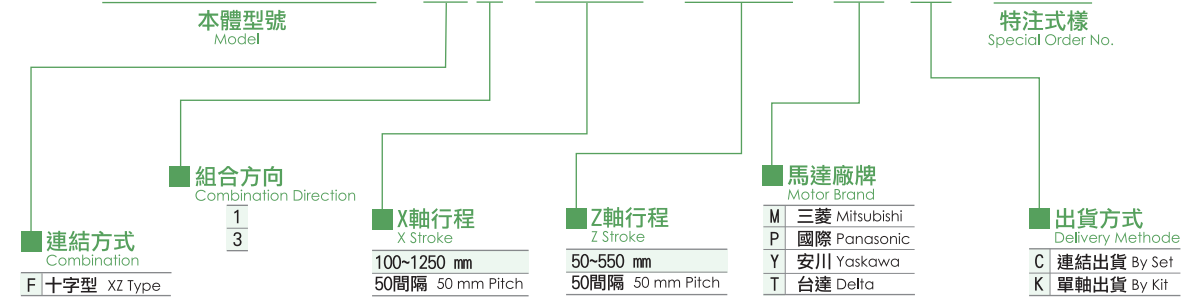 本體型號
Model
特注式樣
Special Order No.
組合方向
Combination Direction
1
3
馬達廠牌
Motor Brand
M 三菱 Mitsubishi
P 國際 Panasonic
Y 安川 Yaskawa
T 台達 Delta
X軸行程
X Stroke
100~1250 mm
50間隔 50 mm Pitch
Z軸行程
Z Stroke
50~550 mm
50間隔 50 mm Pitch
出貨方式
Delivery Methode
C 連結出貨 By Set
K 單軸出貨 By Kit
連結方式
Combination
F 十字型 XZ Type